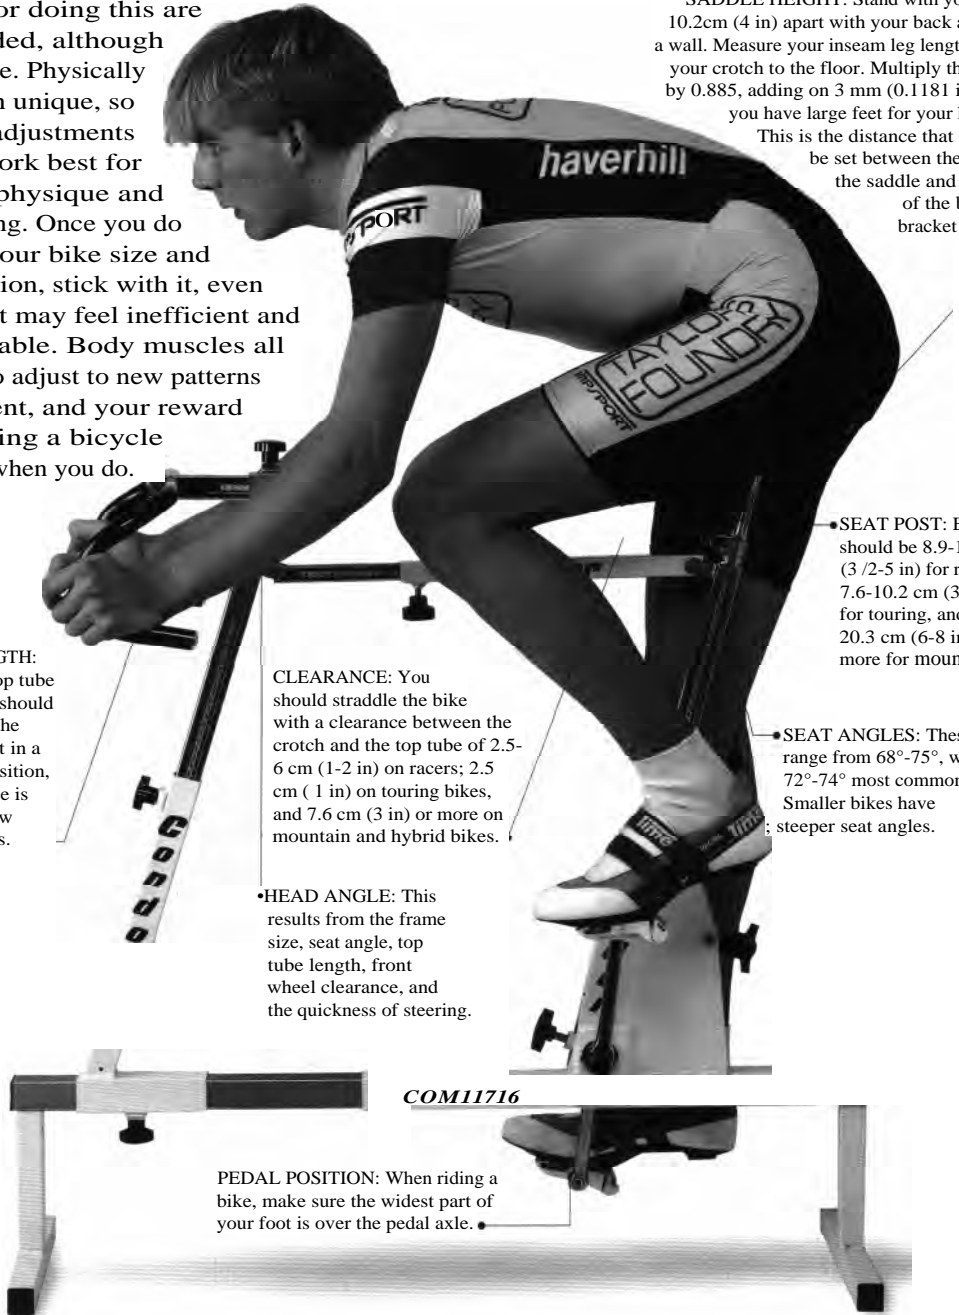 or doing this are
ded, although
e. Physically
n unique, so
adjustments
ork best for
physique and
ng. Once you do
our bike size and
ion, stick with it, even
t may feel inefficient and
able. Body muscles all
o adjust to new patterns
ent, and your reward
ing a bicycle
when you do.
SADDLE HEIGHT: Stand with yo
10.2cm (4 in) apart with your back a
a wall. Measure your inseam leg length
your crotch to the floor. Multiply th
by 0.885, adding on 3 mm (0.1181 i
you have large feet for your
This is the distance that
be set between the
the saddle and
of the b
bracket
haverhill
SPORT
TAYLOR
FOUNDRY
IMPSPORT
SEAT POST: E
should be 8.9-1
(3 /2-5 in) for r
7.6-10.2 cm (3
for touring, and
20.3 cm (6-8 in
more for moun
GTH:
op tube
should
he
t in a
sition,
e is
w
s.
CLEARANCE: You
should straddle the bike
with a clearance between the
crotch and the top tube of 2.5-
6 cm (1-2 in) on racers; 2.5
cm ( 1 in) on touring bikes,
and 7.6 cm (3 in) or more on
mountain and hybrid bikes.
SEAT ANGLES: Thes
range from 68°-75°, w
72°-74° most common
Smaller bikes have
; steeper seat angles.
time
time
Condo
•HEAD ANGLE: This
results from the frame
size, seat angle, top
tube length, front
wheel clearance, and
the quickness of steering.
COM11716
PEDAL POSITION: When riding a
bike, make sure the widest part of
your foot is over the pedal axle.